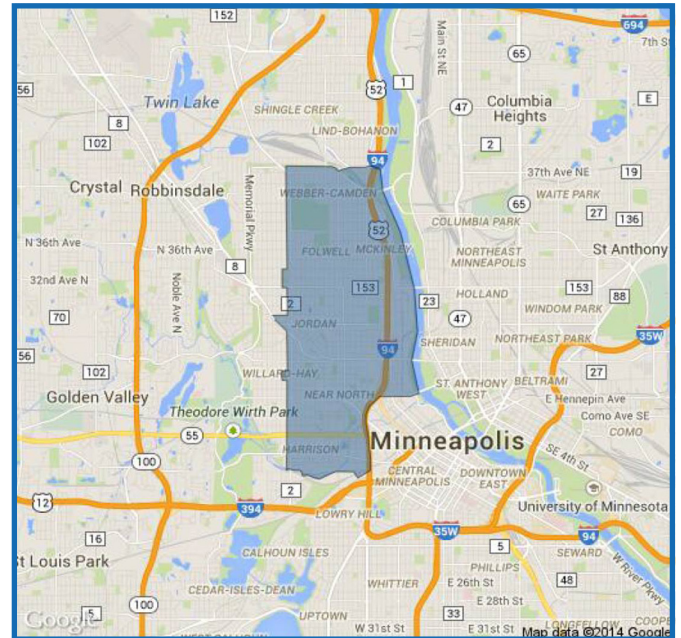 152
694
7th St
52
1
Main St NE
65
56
Twin Lake
SHINGLE CREEK
47
Columbia
Heights
E
8
LIND-BOHANON
102
2
94
37th Ave NE
19
Crystal
Robbinsdale
Memorial Pkwy
WEBBER-CAMDEN
WAITE PARK
65
27
136
52
COLUMBIA PARK
N 36th Ave
N 36th Ave
FOLWELL
MCKINLEY
NORTHEAST
MINNEAPOLIS
St Anthony
8
32nd Ave N
Noble Ave N
153
HOLLAND
153
88
2
23
WINDOM PARK
70
47
JORDAN
SHERIDAN
NORTHEAST PARK
35W
94
56
102
WILLARD-HAY
ST. ANTHONY
WEST
BELTRAMI
27
Golden Valley
NEAR NORTH
E Hennepin Ave
Theodore Wirth Park
Como Ave SE
55
COMO
Minneapolis
HARRISON
SE 4th St
100
CENTRAL
MINNEAPOLIS
DOWNTOWN
EAST
2
12
394
LOWRY HILL
University of Minnesota
16
35W
94
5
St Louis Park
CALHOUN ISLES
SEWARD
PHILLIPS
W River Pkwy
WHITTIER
E 26th St
48
CEDAR-ISLES-DEAN
100
E 28th St
33
Google
5
UPTOWN
LONGFELLOW
COOPE
WEST CALHOUN
W 31st St
E 31st St
Map data ©2014 Google